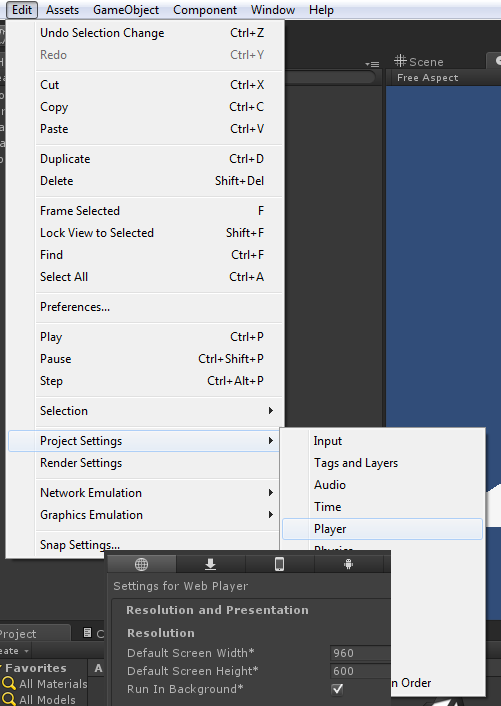 Edit Assets GameObject Component Window Help
Undo Selection Change Ctrl+Z
Redo Ctrl+Y
Cut Ctrl+X
Copy Ctrl+C
Paste Ctrl+V
Duplicate Ctrl+D
Delete Shift+Del
Frame Selected F
Lock View to Selected Shift+F
Find Ctrl+F
Select All Ctrl+A
Preferences...
Play Ctrl+P
Pause Ctrl+Shift+P
Step Ctrl+Alt+P
Selection
Project Settings
Render Settings
Network Emulation
Graphics Emulation
Snap Settings...
Scene
Free Aspect
Input
Tags and Layers
Audio
Time
Player
Physics
n Order
Settings for Web Player
Resolution and Presentation
Resolution
Default Screen Width* 960
Default Screen Height* 600
Run In Background*
Project C
eate
Favorites A
All Materials
All Models